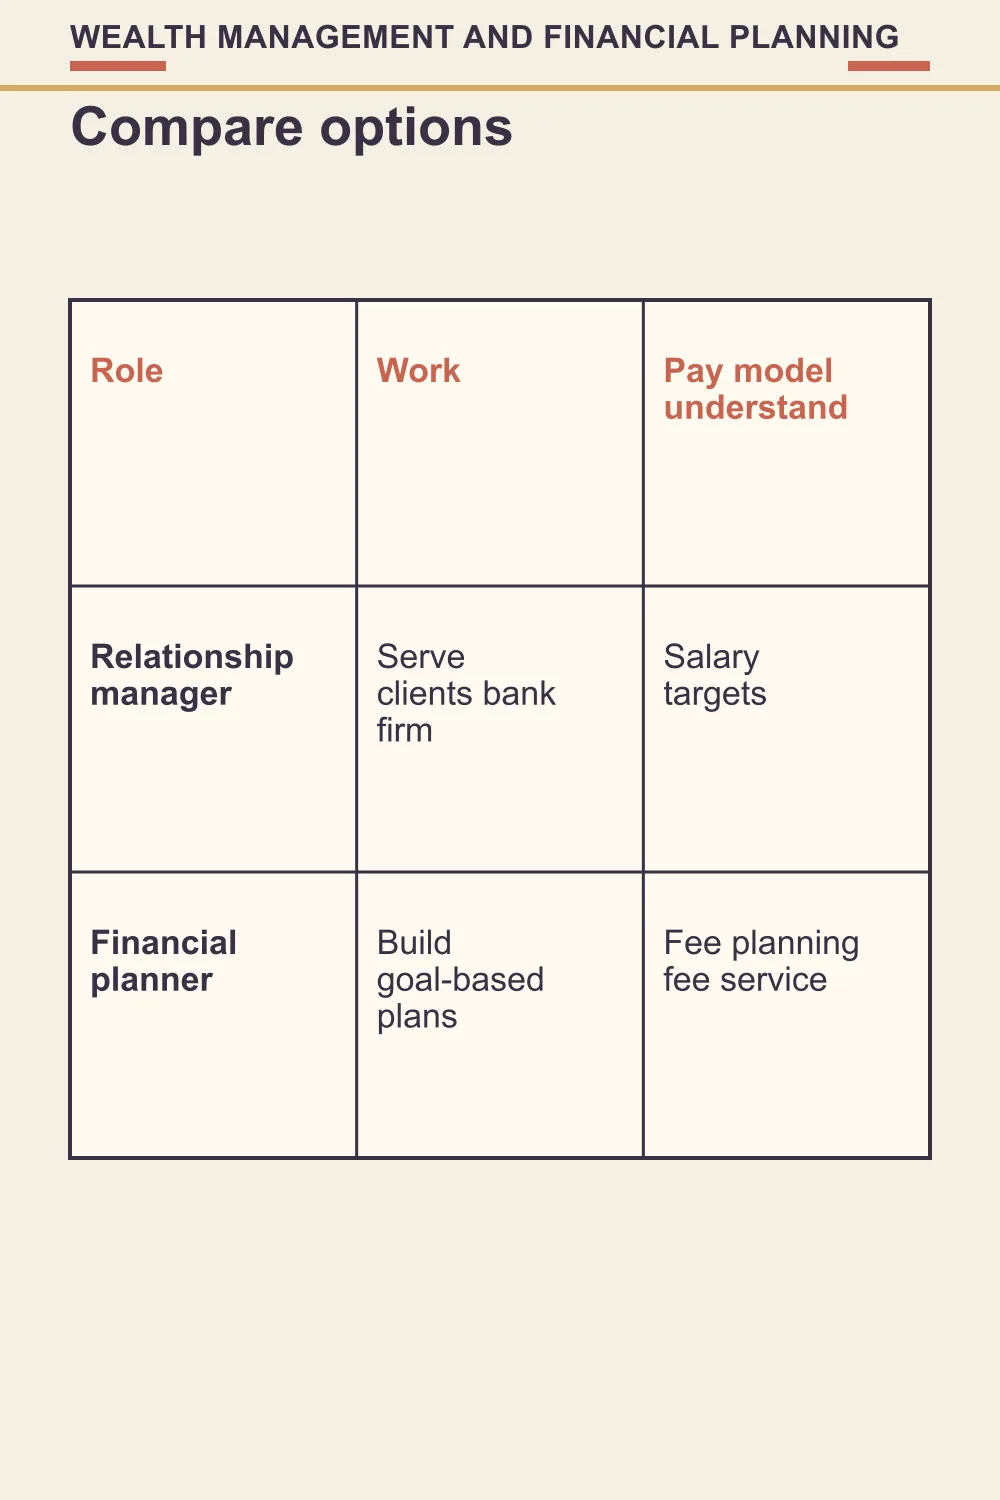 WEALTH MANAGEMENT AND FINANCIAL PLANNING
Compare options
Role
Work
Pay model
understand
Relationship
manager
Serve
clients bank
firm
Salary
targets
Financial
planner
Build
goal-based
plans
Fee planning
fee service